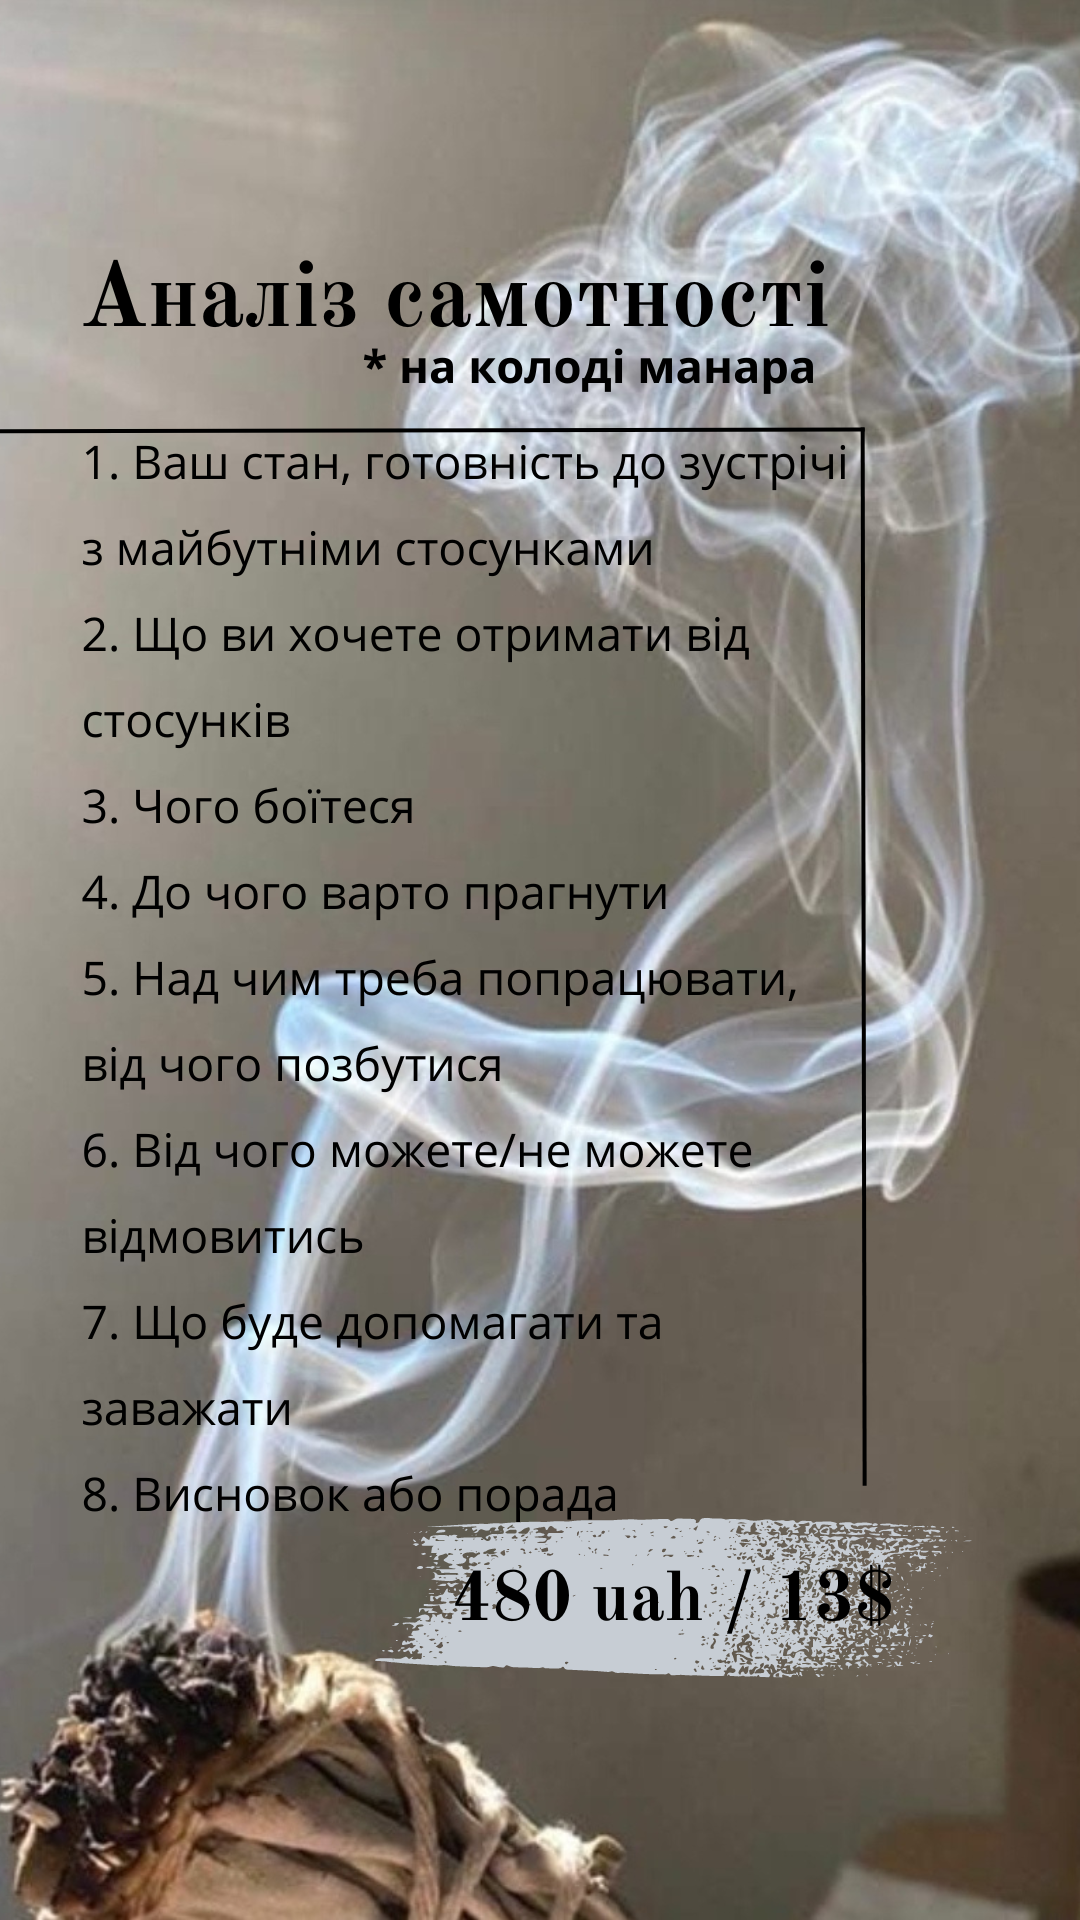 Аналіз самотності
* на колоді манара
1. Ваш стан, готовність до зустрічі
з майбутніми стосунками
2. Що ви хочете отримати від
стосунків
3. Чого боїтеся
4. До чого варто прагнути
5. Над чим треба попрацювати,
від чого позбутися
6. Від чого можете/не можете
відмовитись
7. Що буде допомагати та
заважати
8. Висновок або порада
480 uah / 13$